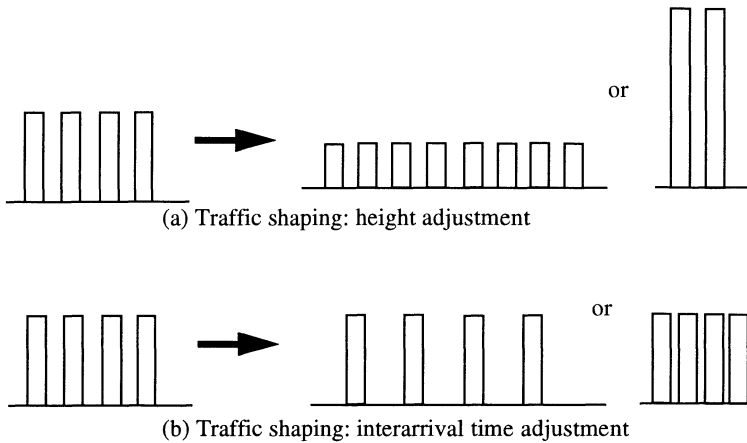 or
(a) Traffic shaping: height adjustment
or
(b) Traffic shaping: interarrival time adjustment